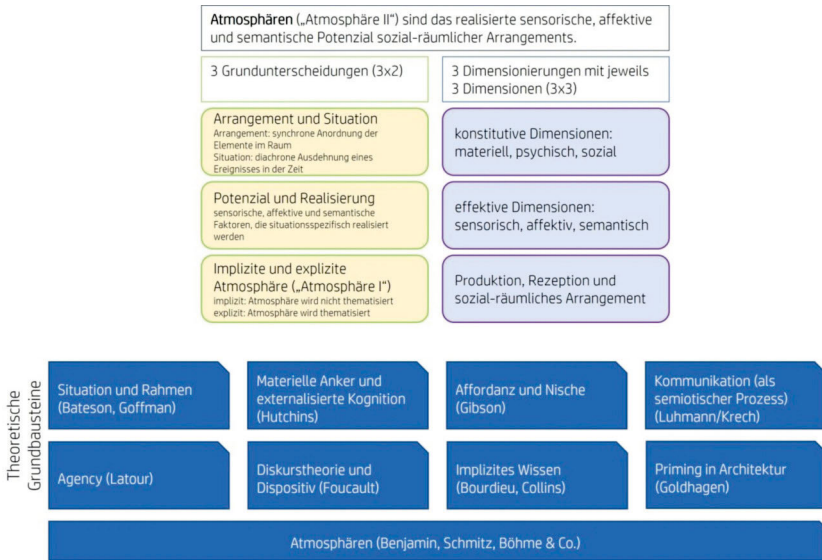 Atmosphären („Atmosphäre II“) sind das realisierte sensorische, affektive
und semantische Potenzial sozial-räumlicher Arrangements.
3 Grundunterscheidungen (3x2)
3 Dimensionierungen mit jeweils
3 Dimensionen (3x3)
Arrangement und Situation
Arrangement: synchrone Anordnung der
Elemente im Raum
Situation: diachrone Ausdehnung eines
Ereignisses in der Zeit
konstitutive Dimensionen:
materiell, psychisch, sozial
Potenzial und Realisierung
sensorische, affektive und semantische
Faktoren, die situationsspezifisch realisiert
werden
effektive Dimensionen:
sensorisch, affektiv, semantisch
Implizite und explizite
Atmosphäre („Atmosphäre I“)
implizit: Atmosphäre wird nicht thematisiert
explizit: Atmosphäre wird thematisiert
Produktion, Rezeption und
sozial-räumliches Arrangement
Theoretische
Grundbausteine
Situation und Rahmen
(Bateson, Goffman)
Materielle Anker und
externalisierte Kognition
(Hutchins)
Affordanz und Nische
(Gibson)
Kommunikation (als
semiotischer Prozess)
(Luhmann/Krech)
Agency (Latour)
Diskurstheorie und
Dispositiv (Foucault)
Implizites Wissen
(Bourdieu, Collins)
Priming in Architektur
(Goldhagen)
Atmosphären (Benjamin, Schmitz, Böhme & Co.)